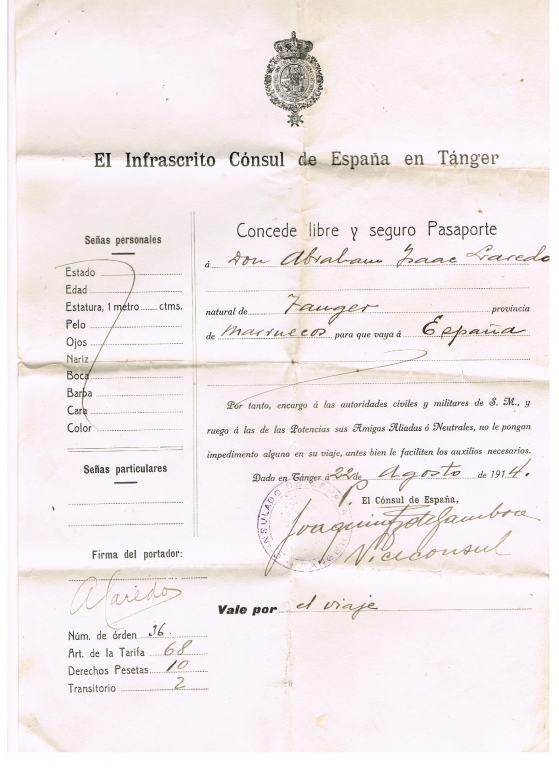 El Infrascrito Cónsul de España en Tánger
Señas personales
Estado
Edad
Estatura, 1 metro ctms.
Pelo
Ojos
Nariz
Boca
Barba
Cara
Color
Señas particulares
Firma del portador:
ALaredo
Núm. de órden 36.
Art. de la Tarifa 68
Derechos Pesetas 10
Transitorio 2
Concede libre y seguro Pasaporte
á Don Abraham Isaac Laredo
natural de Tanger provincia
de Marruecos para que vaya á España
Por tanto, encargo á las autoridades civiles y militares de S. M., y
ruego á las de las Potencias sus Amigas Aliadas ó Neutrales, no le pongan
impedimento alguno en su viaje, antes bien le faciliten los auxilios necesarios.
Dado en Tánger á 22 de Agosto de 1914.
P. El Cónsul de España,
Joaquin
Viceconsul
Vale por el viaje